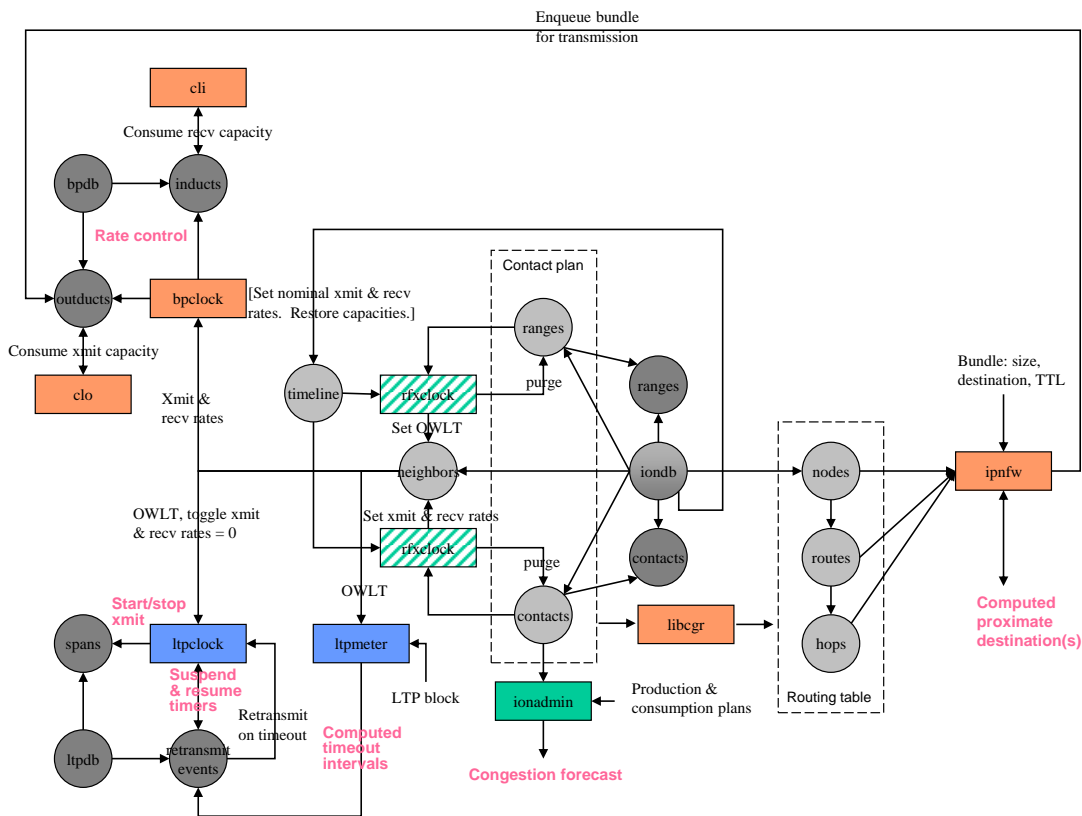 Enqueue bundle
for transmission
cli
Consume recv capacity
bpdb
inducts
Rate control
Contact plan
outducts
bpclock
[Set nominal xmit & recv
rates.  Restore capacities.]
ranges
Consume xmit capacity
clo
Xmit &
recv rates
timeline
rfxclock
purge
ranges
Bundle: size,
destination, TTL
Set OWLT
neighbors
iondb
nodes
ipnfw
OWLT, toggle xmit
& recv rates = 0
Set xmit & recv rates
rfxclock
purge
contacts
routes
OWLT
Start/stop
xmit
contacts
Computed
proximate
destination(s)
spans
ltpclock
ltpmeter
libcgr
hops
Suspend
& resume
timers
LTP block
Routing table
Retransmit
on timeout
ionadmin
Production &
consumption plans
Computed
timeout
intervals
ltpdb
retransmit
events
Congestion forecast